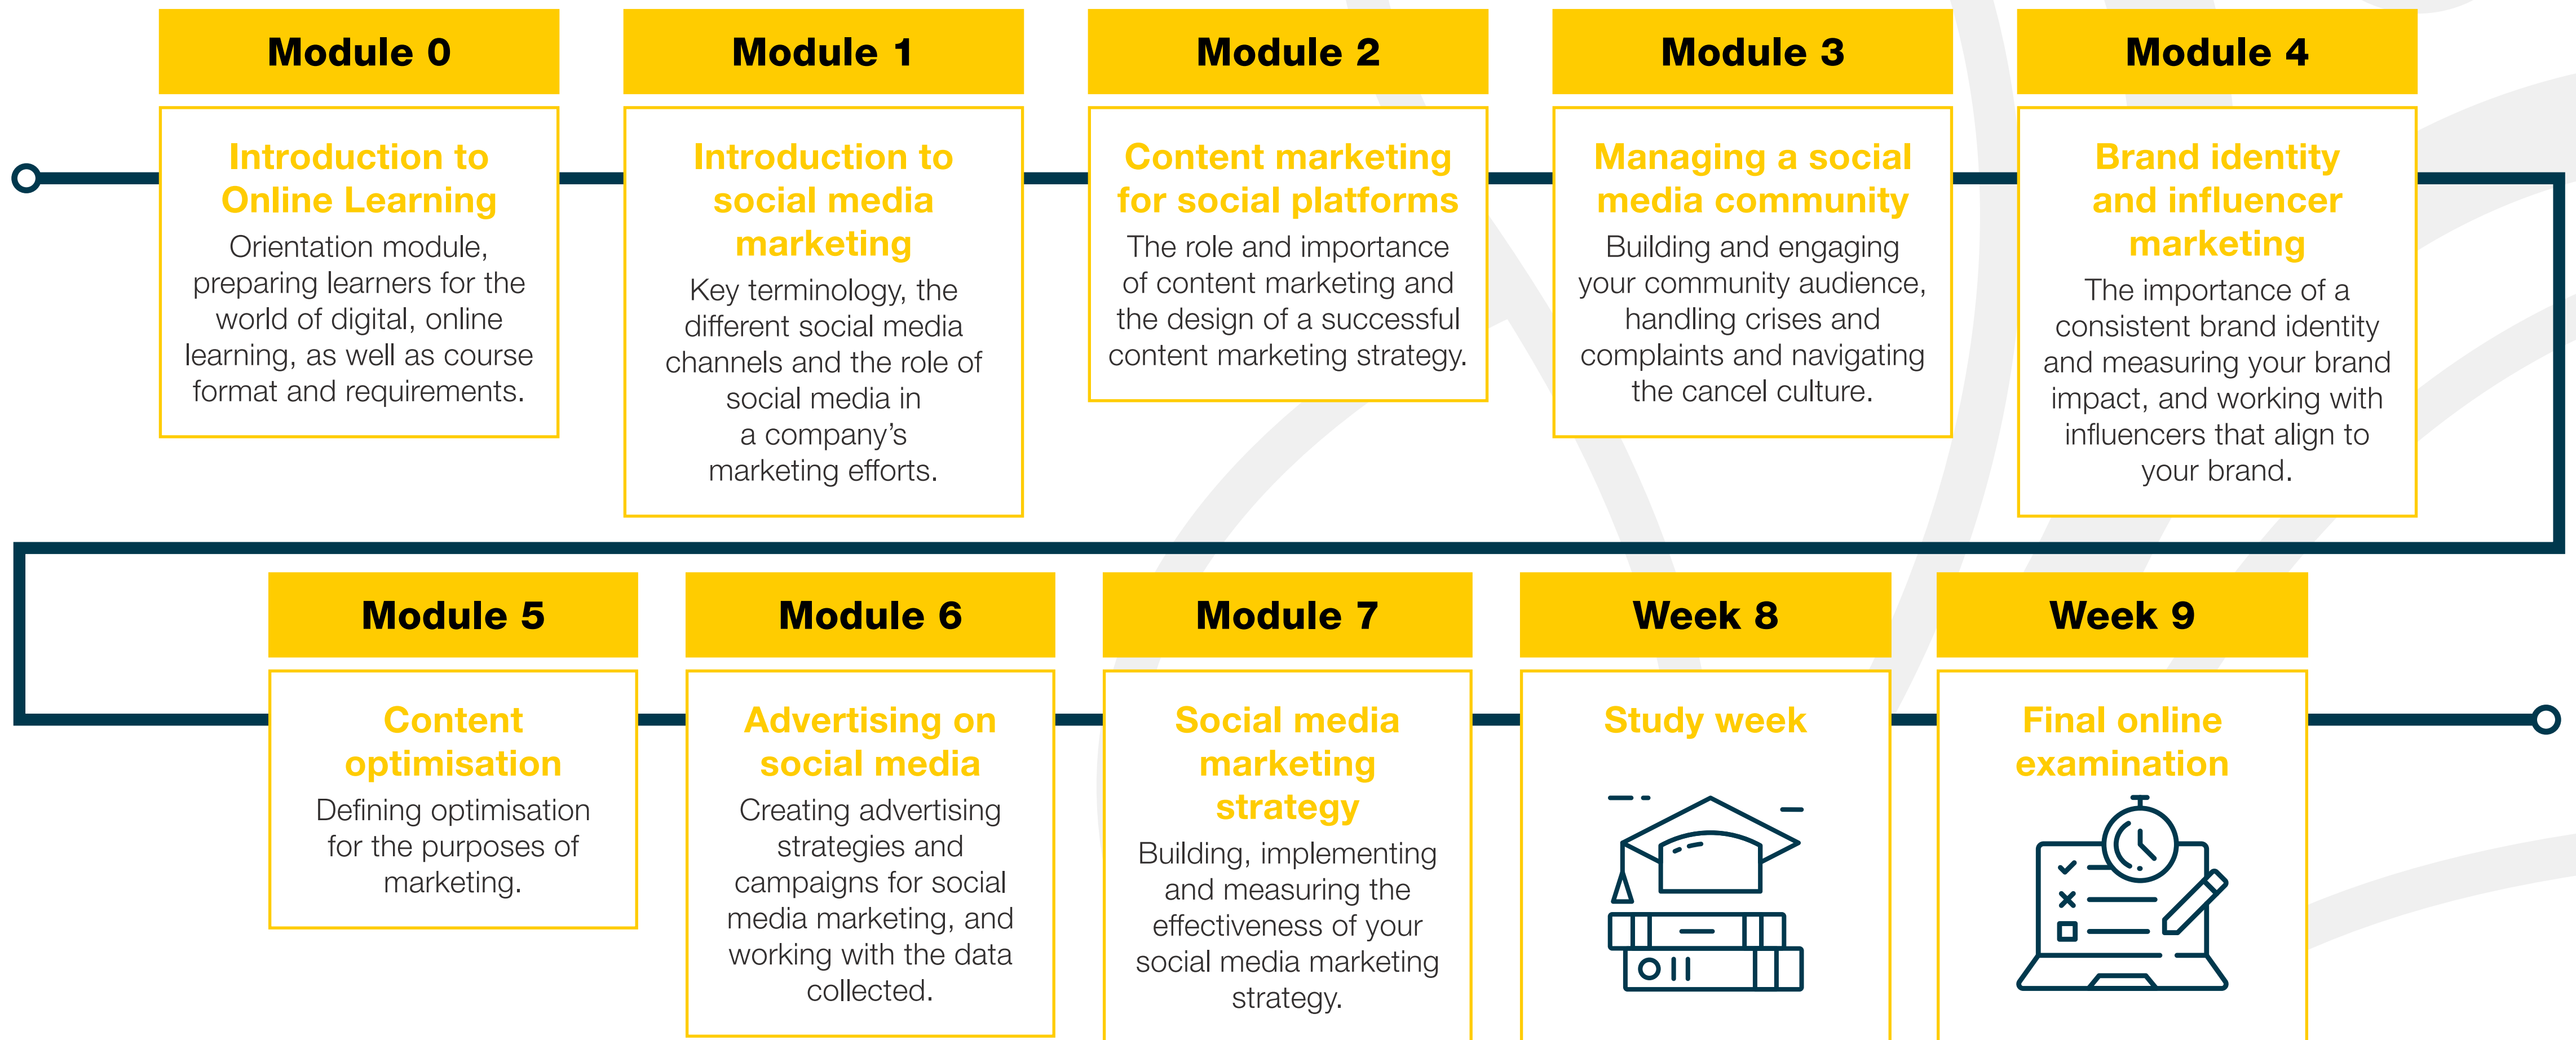 Module 0
Introduction to
Online Learning
Orientation module,
preparing learners for the
world of digital, online
learning, as well as course
format and requirements.
Module 1
Introduction to
social media
marketing
Key terminology, the
different social media
channels and the role of
social media in
a company’s
marketing efforts.
Module 2
Content marketing
for social platforms
The role and importance
of content marketing and
the design of a successful
content marketing strategy.
Module 3
Managing a social
media community
Building and engaging
your community audience,
handling crises and
complaints and navigating
the cancel culture.
Module 4
Brand identity
and influencer
marketing
The importance of a
consistent brand identity
and measuring your brand
impact, and working with
influencers that align to
your brand.
Module 5
Content
optimisation
Defining optimisation
for the purposes of
marketing.
Module 6
Advertising on
social media
Creating advertising
strategies and
campaigns for social
media marketing, and
working with the data
collected.
Module 7
Social media
marketing
strategy
Building, implementing
and measuring the
effectiveness of your
social media marketing
strategy.
Week 8
Study week
Week 9
Final online
examination